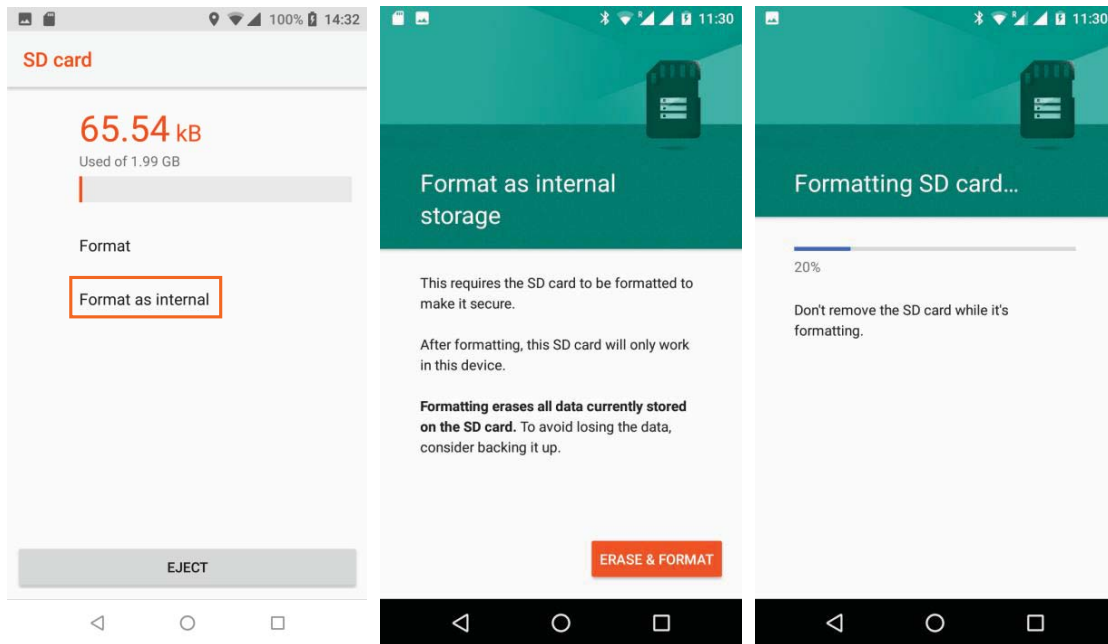 100% 14:32
SD card
65.54 kB
Used of 1.99 GB
Format
Format as internal
EJECT
R 11:30
Format as internal
storage
This requires the SD card to be formatted to
make it secure.
After formatting, this SD card will only work
in this device.
Formatting erases all data currently stored
on the SD card. To avoid losing the data,
consider backing it up.
ERASE & FORMAT
R 11:30
Formatting SD card...
20%
Don't remove the SD card while it's
formatting.